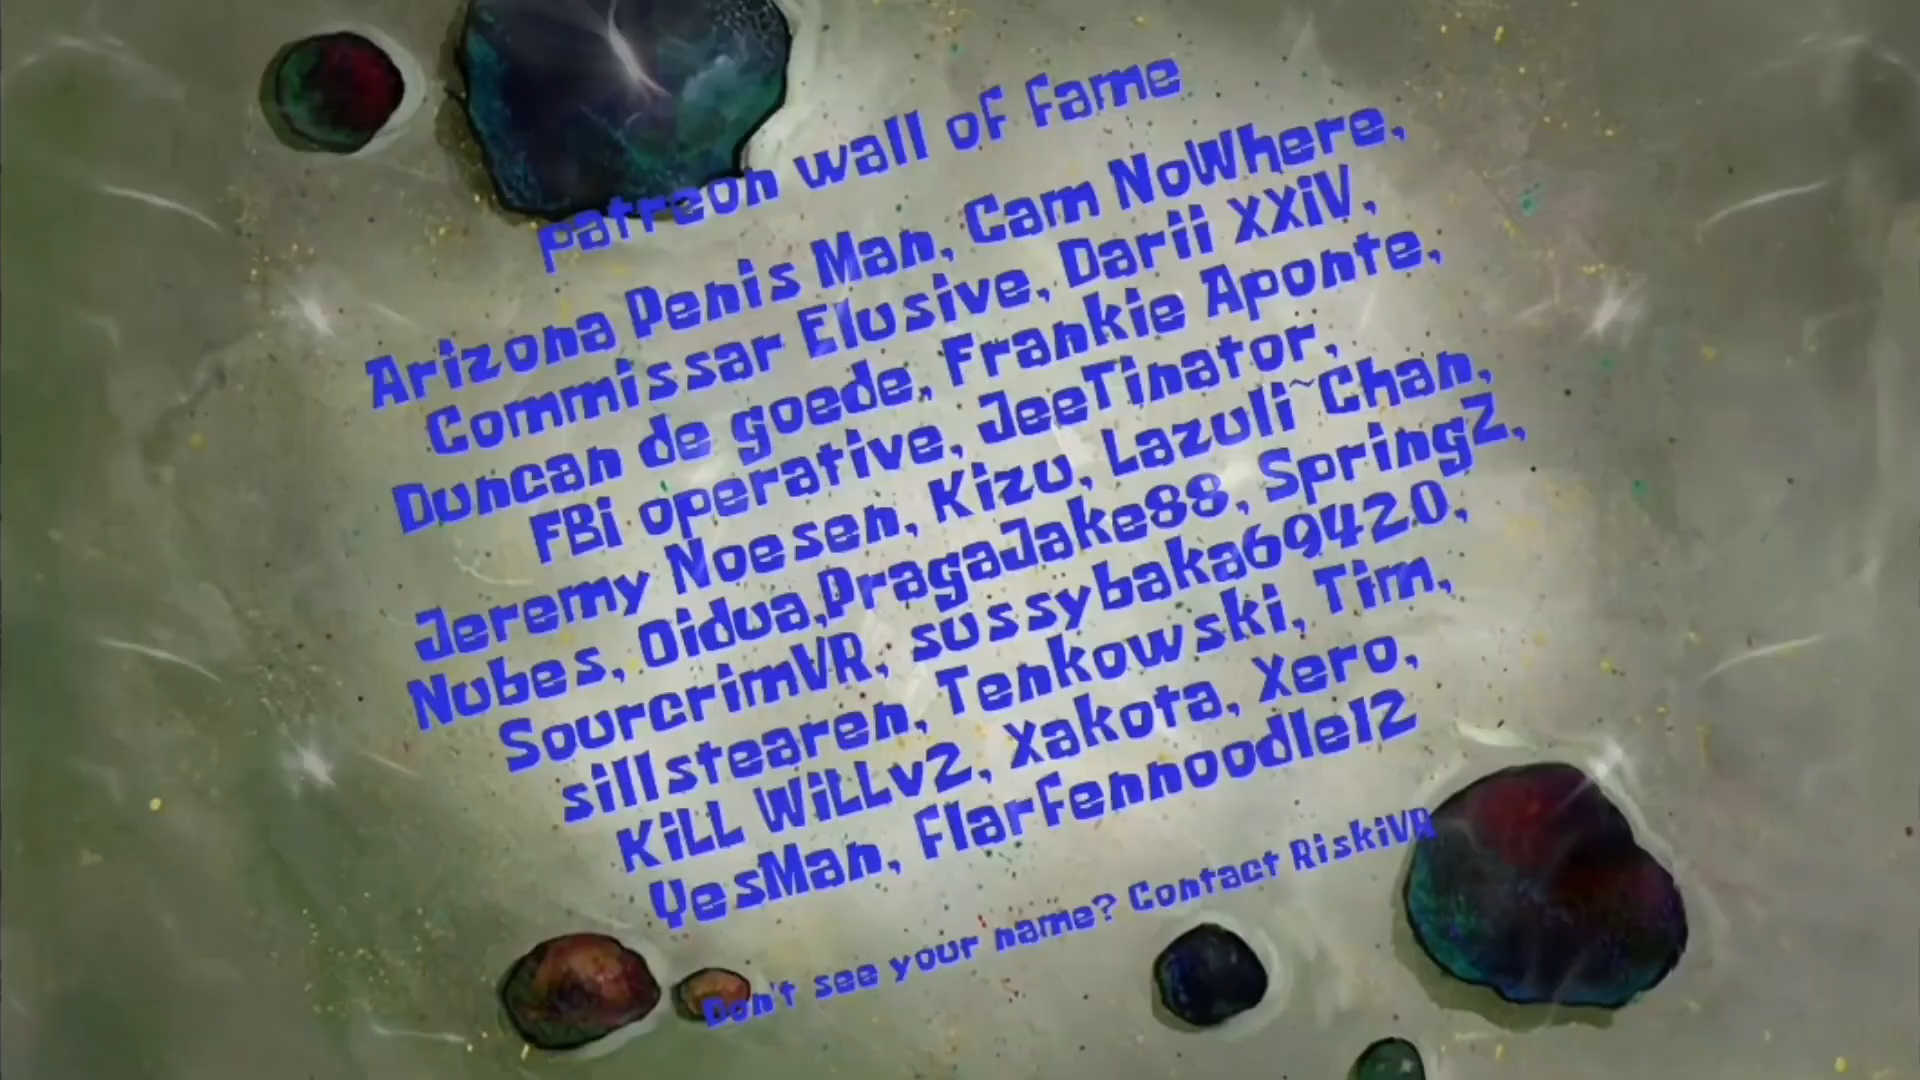 Patreon wall of Fame
Arizona Penis Man, Cam NoWhere,
Commissar Elusive, Darii XXiV,
Duncan de goede, Frankie Aponte,
FBi operative, JeeTinator,
Jeremy Noesen, Kizu, Lazuli~Chan,
Nubes, Oidua,PragaJake88, SpringZ,
SourcrimVR, sussybaka69420,
sillstearen, Tenkowski, Tim,
KiLL WiLLv2, Xakota, Xero,
YesMan, Flarfennoodle12
Don't see your name? Contact RiskiVR